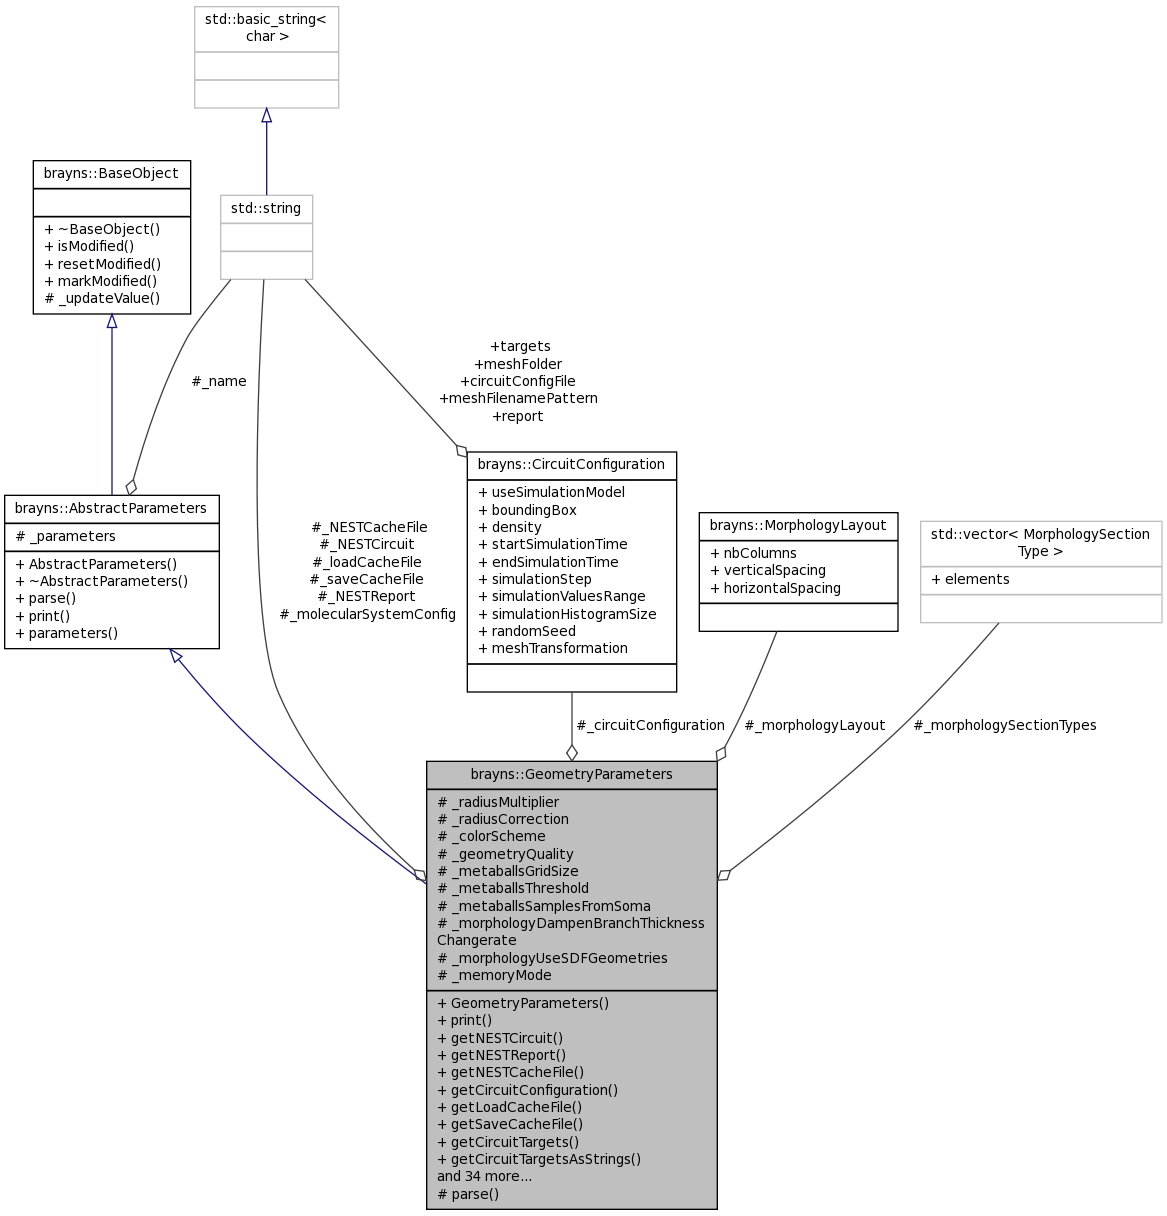 std::basic_string<
char >
brayns::BaseObject
+ ~BaseObject()
+ isModified()
+ resetModified()
+ markModified()
# _updateValue()
std::string
#_name
+targets
+meshFolder
+circuitConfigFile
+meshFilenamePattern
+report
brayns::AbstractParameters
# _parameters
+ AbstractParameters()
+ ~AbstractParameters()
+ parse()
+ print()
+ parameters()
#_NESTCacheFile
#_NESTCircuit
#_loadCacheFile
#_saveCacheFile
#_NESTReport
#_molecularSystemConfig
brayns::CircuitConfiguration
+ useSimulationModel
+ boundingBox
+ density
+ startSimulationTime
+ endSimulationTime
+ simulationStep
+ simulationValuesRange
+ simulationHistogramSize
+ randomSeed
+ meshTransformation
brayns::MorphologyLayout
+ nbColumns
+ verticalSpacing
+ horizontalSpacing
std::vector< MorphologySection
Type >
+ elements
#_circuitConfiguration
#_morphologyLayout
#_morphologySectionTypes
brayns::GeometryParameters
# _radiusMultiplier
# _radiusCorrection
# _colorScheme
# _geometryQuality
# _metaballsGridSize
# _metaballsThreshold
# _metaballsSamplesFromSoma
# _morphologyDampenBranchThickness
Changerate
# _morphologyUseSDFGeometries
# _memoryMode
+ GeometryParameters()
+ print()
+ getNESTCircuit()
+ getNESTReport()
+ getNESTCacheFile()
+ getCircuitConfiguration()
+ getLoadCacheFile()
+ getSaveCacheFile()
+ getCircuitTargets()
+ getCircuitTargetsAsStrings()
and 34 more...
# parse()